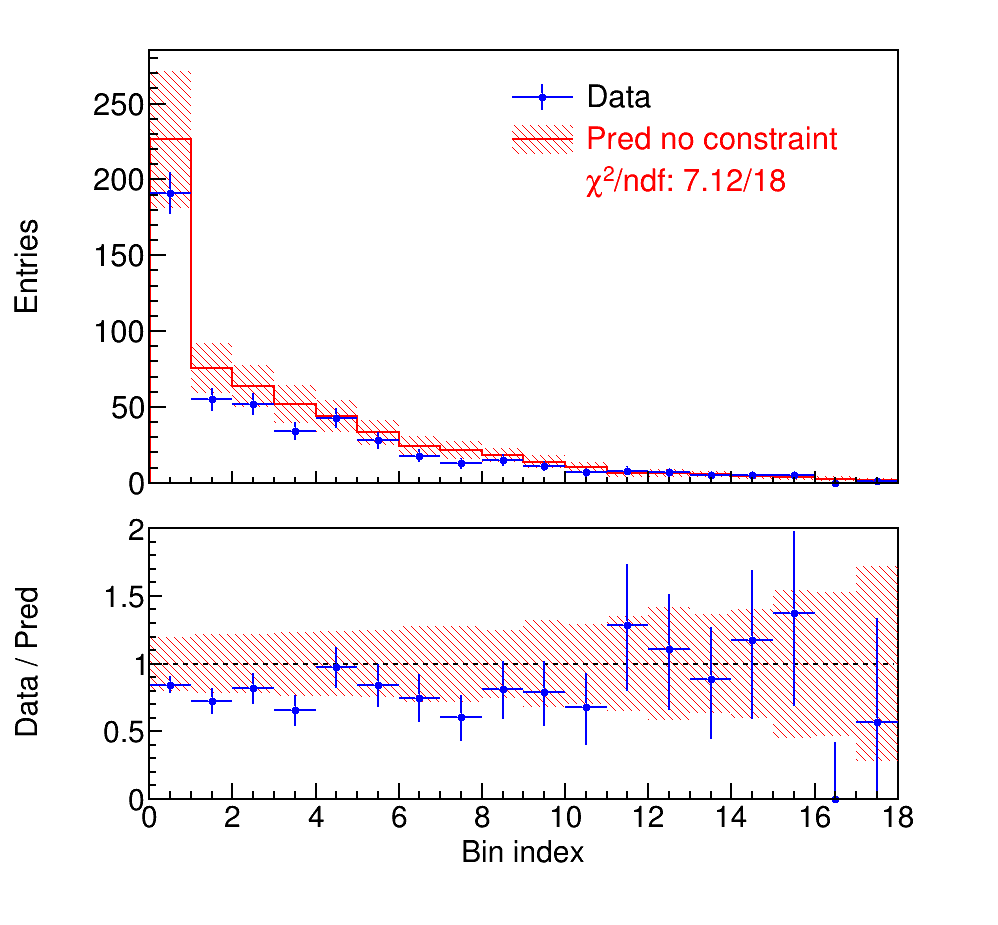 Entries
250
200
150
100
50
0
Data
Pred no constraint
χ²/ndf: 7.12/18
Data / Pred
2
1.5
1
0.5
0
0 2 4 6 8 10 12 14 16 18
Bin index